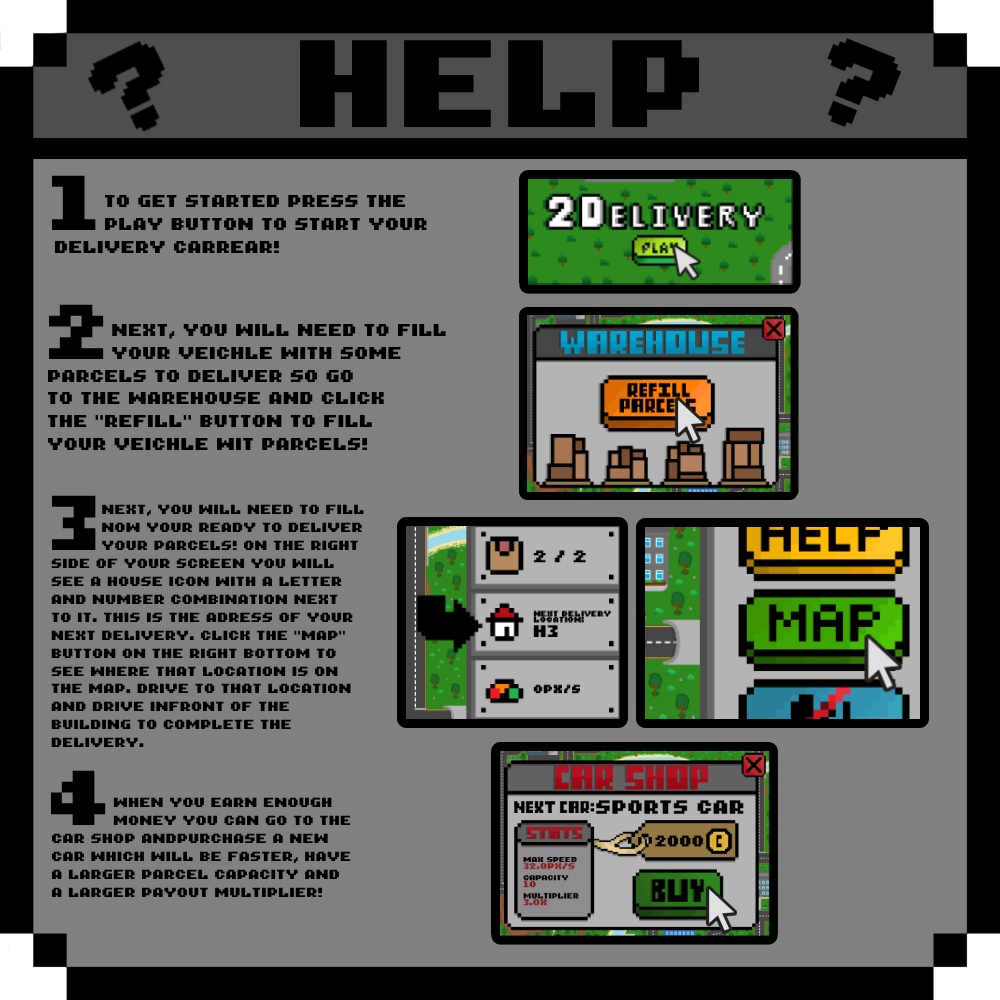 ? HELP ?
1 TO GET STARTED PRESS THE
PLAY BUTTON TO START YOUR
DELIVERY CARREAR!
2DELIVERY
PLAY
2 NEXT, YOU WILL NEED TO FILL
YOUR VEICHLE WITH SOME
PARCELS TO DELIVER SO GO
TO THE WAREHOUSE AND CLICK
THE "REFILL" BUTTON TO FILL
YOUR VEICHLE WIT PARCELS!
WAREHOUSE
REFILL
PARCELS
3 NEXT, YOU WILL NEED TO FILL
NOW YOUR READY TO DELIVER
YOUR PARCELS! ON THE RIGHT
SIDE OF YOUR SCREEN YOU WILL
SEE A HOUSE ICON WITH A LETTER
AND NUMBER COMBINATION NEXT
TO IT. THIS IS THE ADRESS OF YOUR
NEXT DELIVERY. CLICK THE "MAP"
BUTTON ON THE RIGHT BOTTOM TO
SEE WHERE THAT LOCATION IS ON
THE MAP. DRIVE TO THAT LOCATION
AND DRIVE INFRONT OF THE
BUILDING TO COMPLETE THE
DELIVERY.
2 / 2
NEXT DELIVERY
LOCATION:
H3
0PX/S
HELP
MAP
4 WHEN YOU EARN ENOUGH
MONEY YOU CAN GO TO THE
CAR SHOP ANDPURCHASE A NEW
CAR WHICH WILL BE FASTER, HAVE
A LARGER PARCEL CAPACITY AND
A LARGER PAYOUT MULTIPLIER!
CAR SHOP
NEXT CAR:SPORTS CAR
STATS
MAX SPEED
32.0PX/S
CAPACITY
10
MULTIPLIER
3.0X
2000 C
BUY